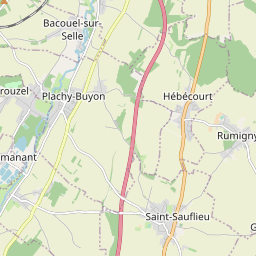 Bacouel-sur-
Selle
rouzel
Plachy-Buyon
Hébécourt
Rumigny
manant
Saint-Sauflieu
G